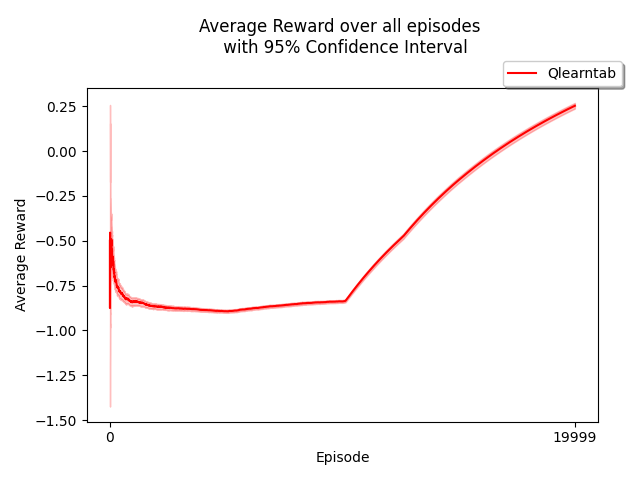 Average Reward over all episodes
with 95% Confidence Interval
Qlearntab
0.25
0.00
−0.25
−0.50
−0.75
−1.00
−1.25
−1.50
Average Reward
0 19999
Episode